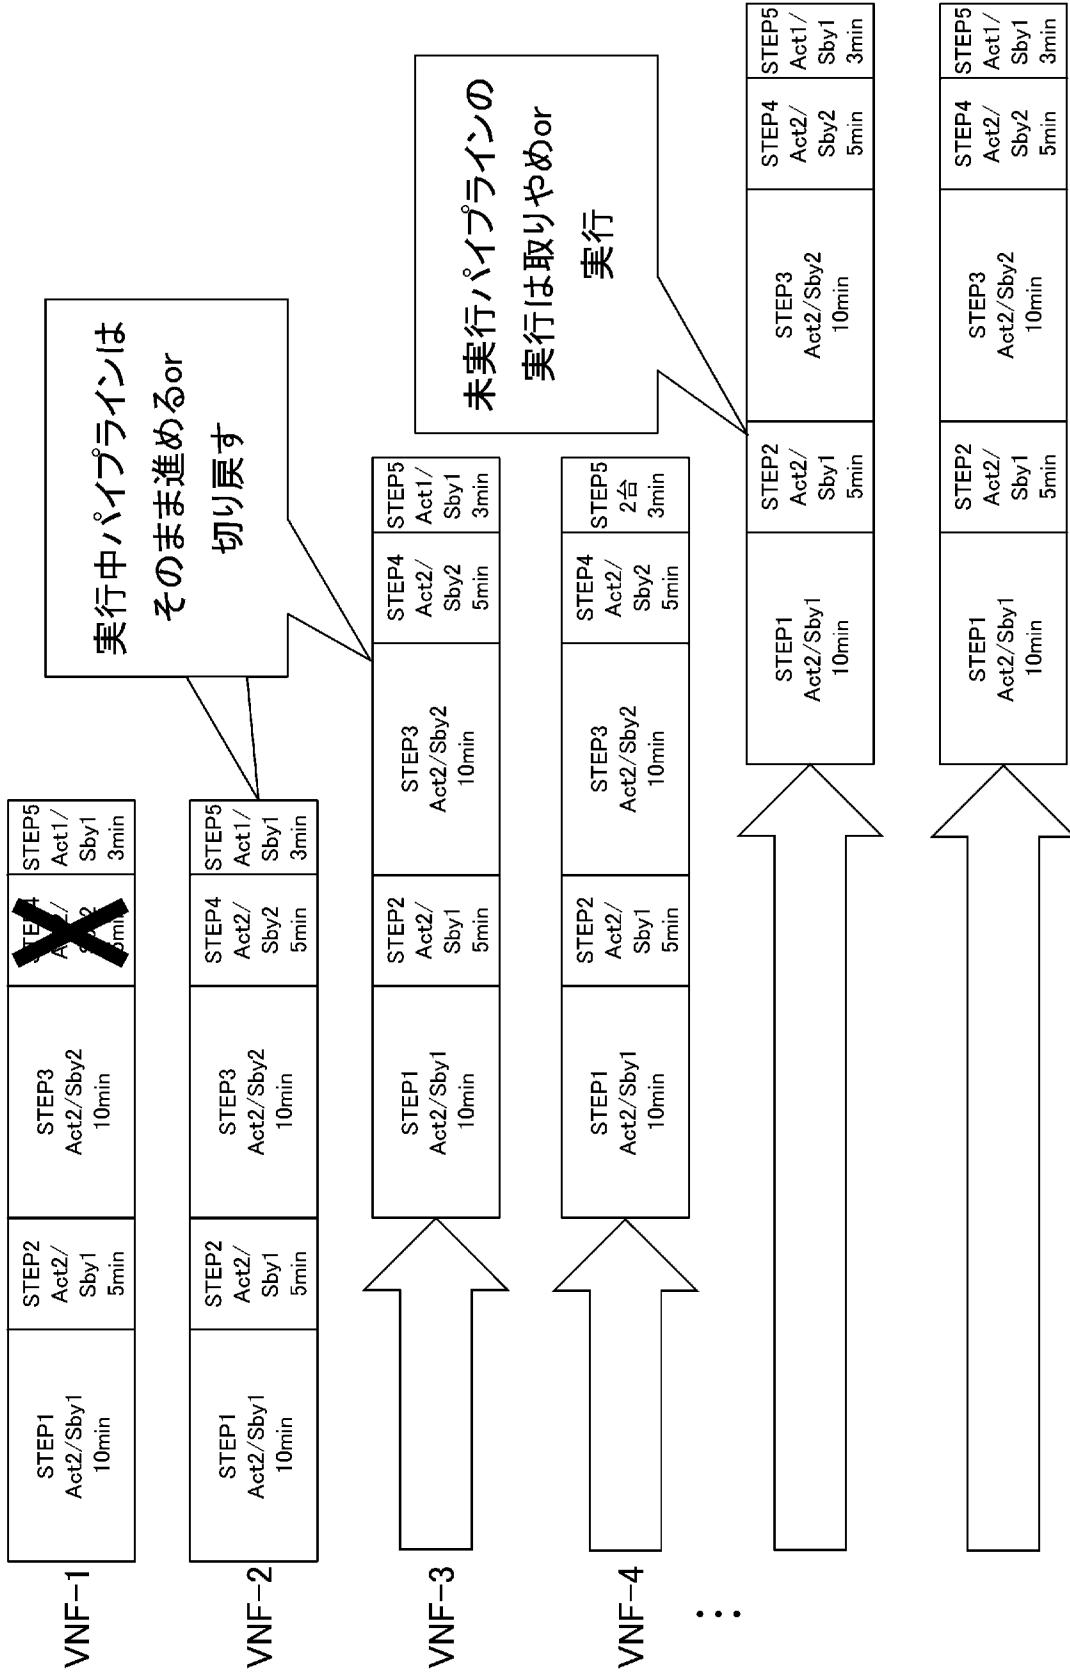 VNF-1
STEP1
Act2/Sby1
10min
STEP2
Act2/
Sby1
5min
STEP3
Act2/Sby2
10min
STEP5
Act1/
Sby1
3min
VNF-2
STEP1
Act2/Sby1
10min
STEP2
Act2/
Sby1
5min
STEP3
Act2/Sby2
10min
STEP4
Act2/
Sby2
5min
STEP5
Act1/
Sby1
3min
実行中パイプラインは
そのまま進めるor
切り戻す
VNF-3
STEP1
Act2/Sby1
10min
STEP2
Act2/
Sby1
5min
STEP3
Act2/Sby2
10min
STEP4
Act2/
Sby2
5min
STEP5
Act1/
Sby1
3min
VNF-4
STEP1
Act2/Sby1
10min
STEP2
Act2/
Sby1
5min
STEP3
Act2/Sby2
10min
STEP4
Act2/
Sby2
5min
STEP5
2台
3min
未実行パイプラインの
実行は取りやめor
実行
…
STEP1
Act2/Sby1
10min
STEP2
Act2/
Sby1
5min
STEP3
Act2/Sby2
10min
STEP4
Act2/
Sby2
5min
STEP5
Act1/
Sby1
3min
STEP1
Act2/Sby1
10min
STEP2
Act2/
Sby1
5min
STEP3
Act2/Sby2
10min
STEP4
Act2/
Sby2
5min
STEP5
Act1/
Sby1
3min